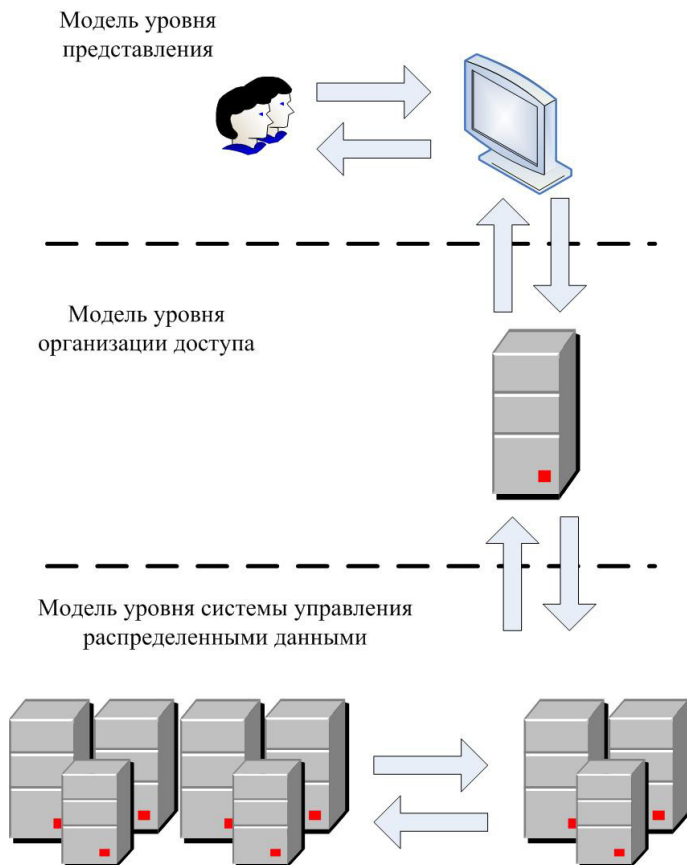 Модель уровня
представления
Модель уровня
организации доступа
Модель уровня системы управления
распределенными данными